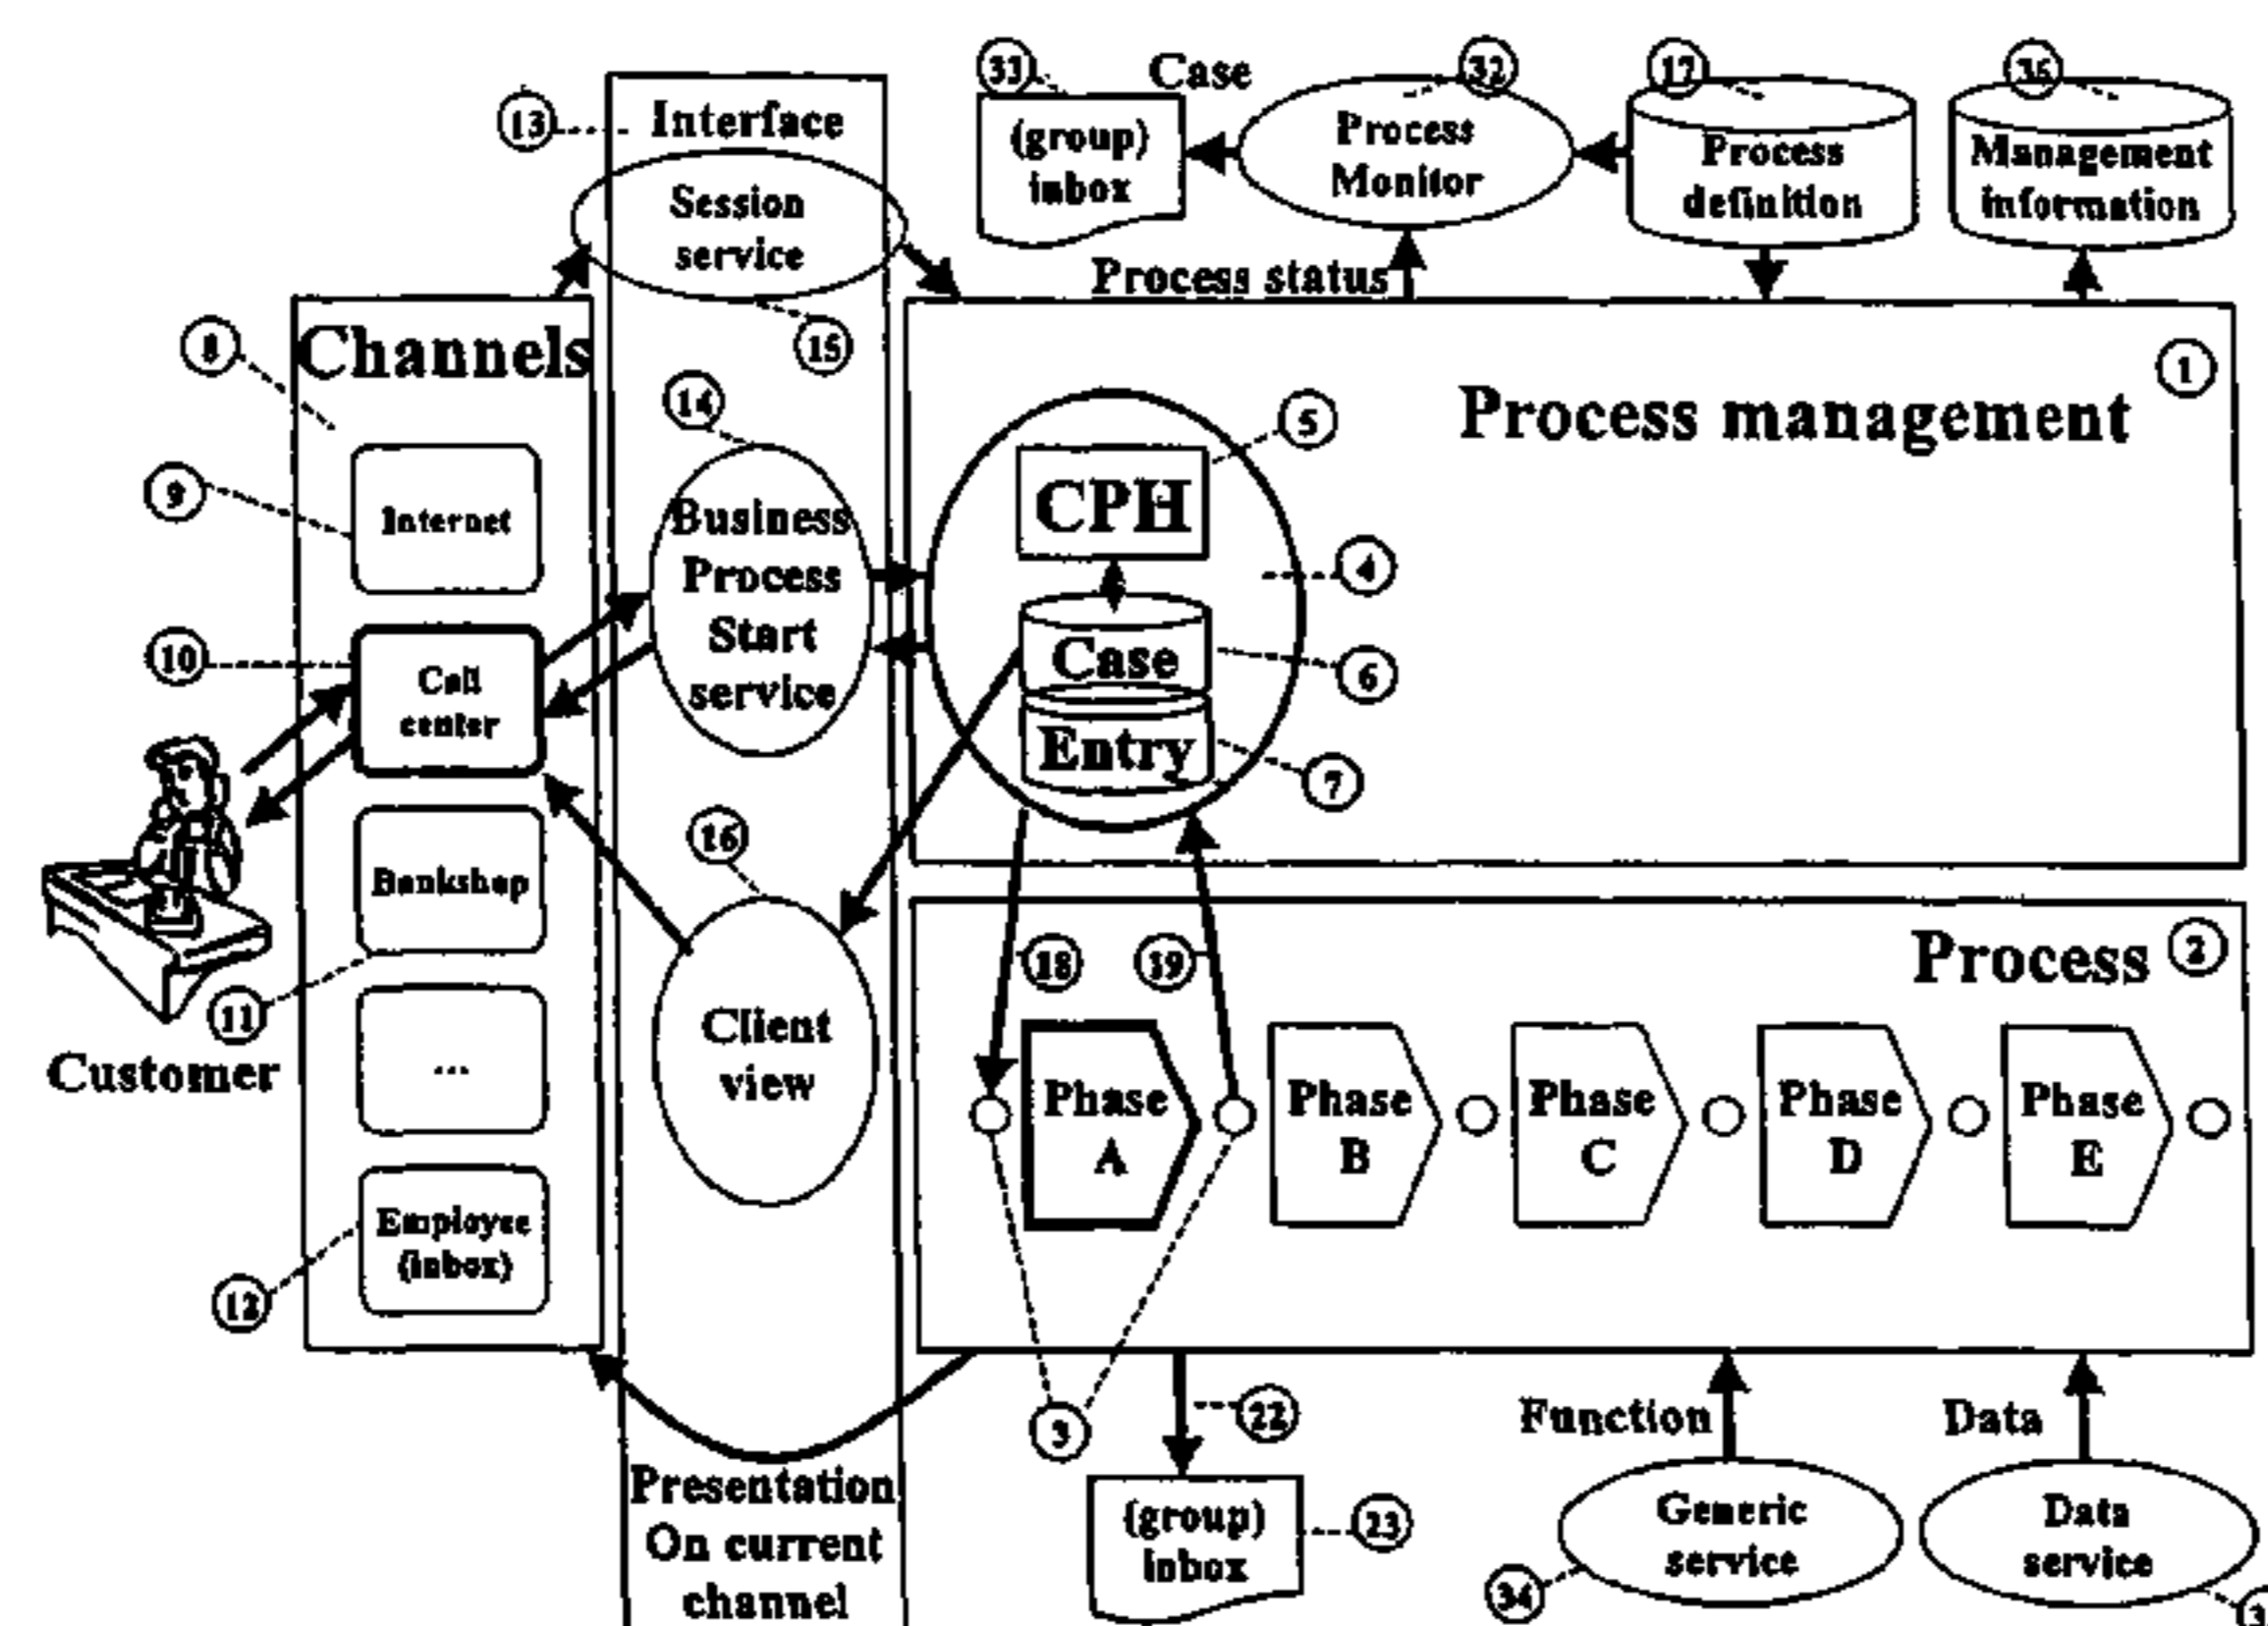 33
Case
32
17
35
13
Interface
(group)
inbox
Process
Monitor
Process
definition
Management
information
Session
service
Process status
8
Channels
15
1
14
Process management
5
9
Internet
Business
Process
Start
service
CPH
4
10
Call
center
Case
6
Entry
7
16
Bankshop
Process
2
18
19
11
Customer
...
Client
view
Phase
A
Phase
B
Phase
C
Phase
D
Phase
E
Employee
(inbox)
12
3
22
Function
Data
Presentation
On current
channel
(group)
inbox
23
Generic
service
Data
service
34